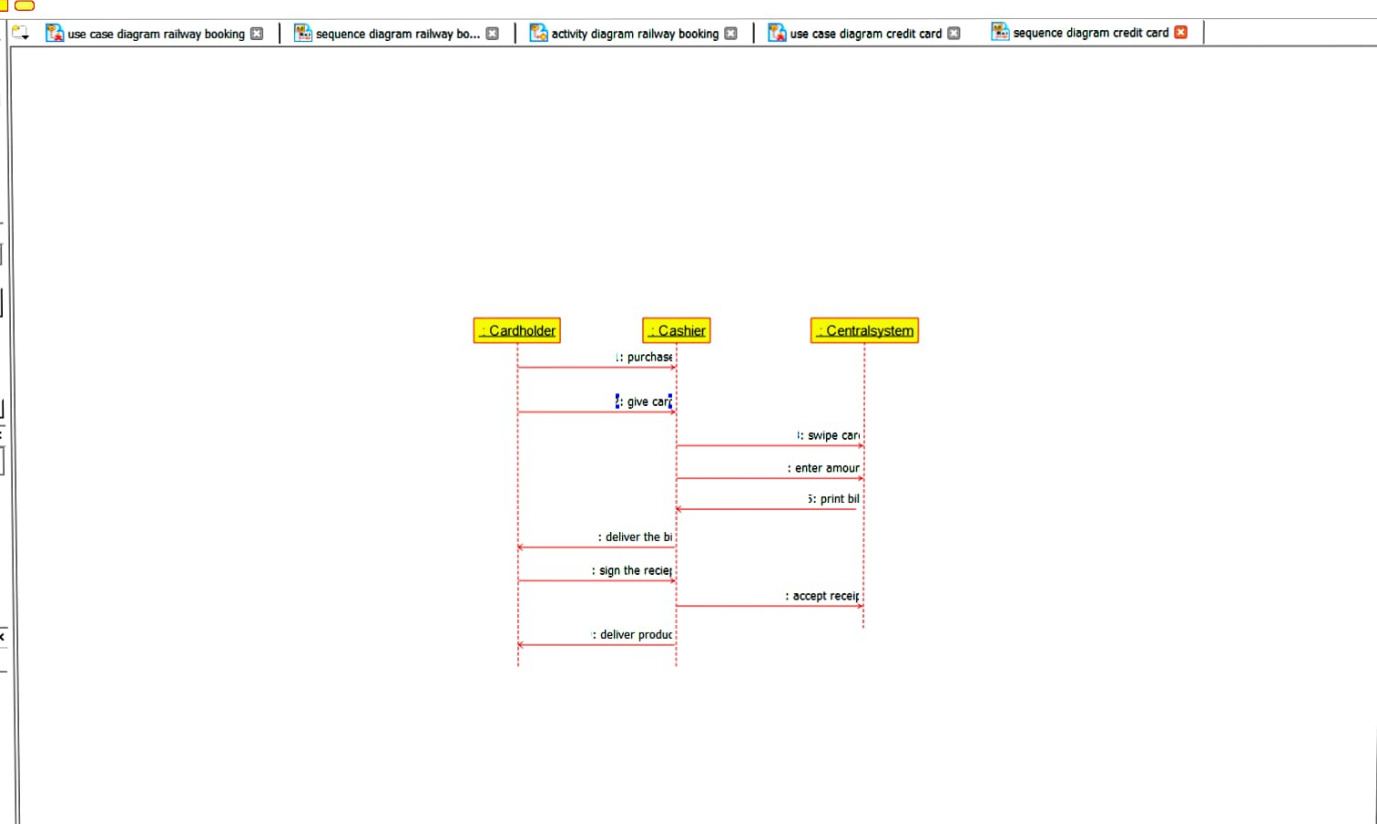 use case diagram railway booking
sequence diagram railway bo...
activity diagram railway booking
use case diagram credit card
sequence diagram credit card
: Cardholder
: Cashier
: Centralsystem
: purchase
: give card
: swipe car
: enter amour
5: print bil
: deliver the bi
: sign the reciep
: accept receip
: deliver produc